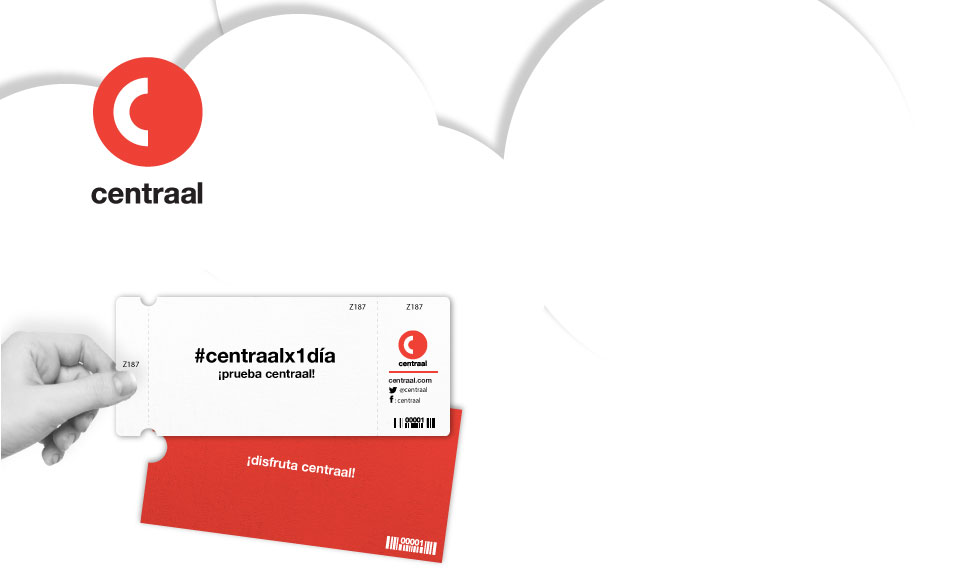 centraal
Z187
Z187
Z187
#centraalx1día
¡prueba centraal!
centraal
centraal.com
@centraal
f : centraal
00001
¡disfruta centraal!
00001